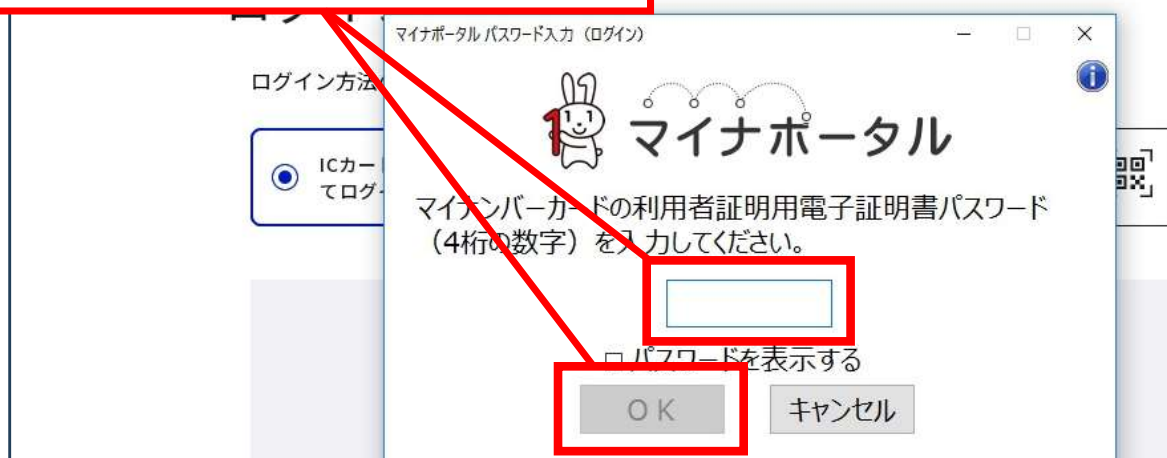 マイナポータル パスワード入力 (ログイン)
ログイン方法
マイナポータル
ICカー
てログ
マイナンバーカードの利用者証明用電子証明書パスワード
（4桁の数字）を入力してください。
パスワードを表示する
OK キャンセル